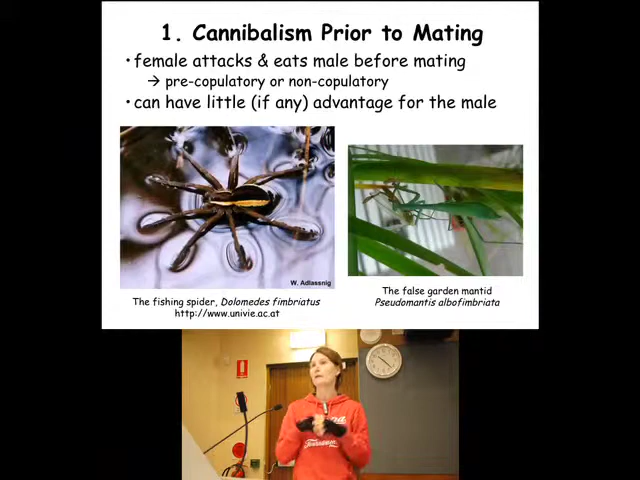 1. Cannibalism Prior to Mating
• female attacks & eats male before mating
→ pre-copulatory or non-copulatory
• can have little (if any) advantage for the male
W. Adlassnig
The fishing spider, Dolomedes fimbriatus
http://www.univie.ac.at
The false garden mantid
Pseudomantis albofimbriata